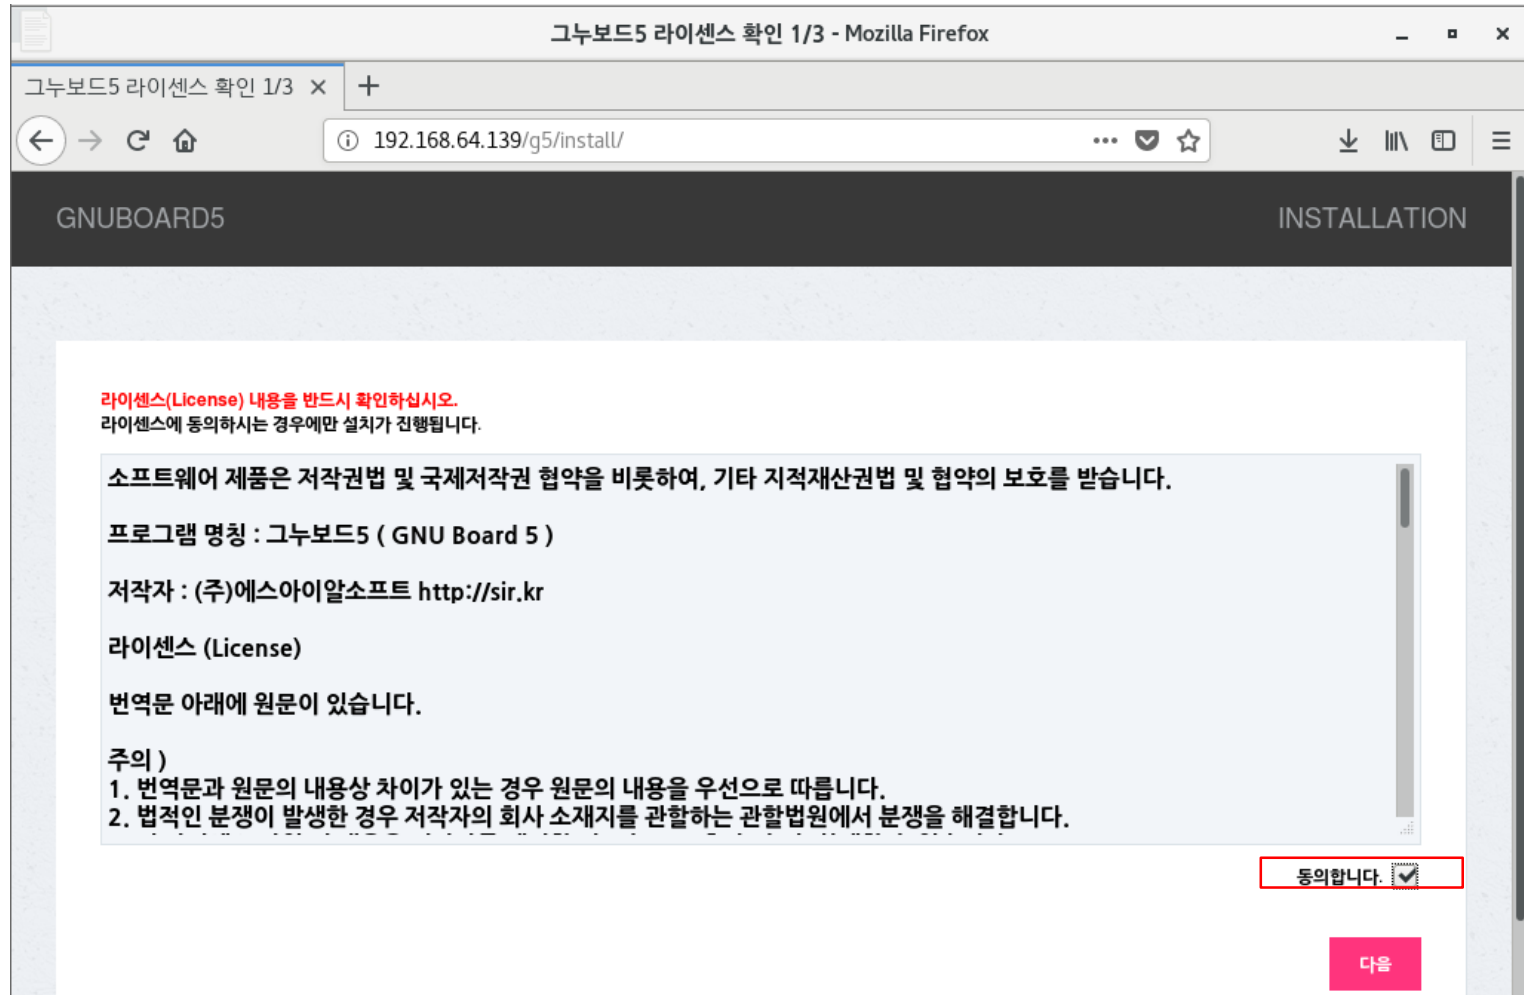 그누보드5 라이센스 확인 1/3 - Mozilla Firefox
그누보드5 라이센스 확인 1/3
192.168.64.139/g5/install/
GNUBOARD5
INSTALLATION
라이센스(License) 내용을 반드시 확인하십시오.
라이센스에 동의하시는 경우에만 설치가 진행됩니다.
소프트웨어 제품은 저작권법 및 국제저작권 협약을 비롯하여, 기타 지적재산권법 및 협약의 보호를 받습니다.
프로그램 명칭 : 그누보드5 ( GNU Board 5 )
저작자 : (주)에스아이알소프트 http://sir.kr
라이센스 (License)
번역문 아래에 원문이 있습니다.
주의 )
1. 번역문과 원문의 내용상 차이가 있는 경우 원문의 내용을 우선으로 따릅니다.
2. 법적인 분쟁이 발생한 경우 저작자의 회사 소재지를 관할하는 관할법원에서 분쟁을 해결합니다.
동의합니다.
다음